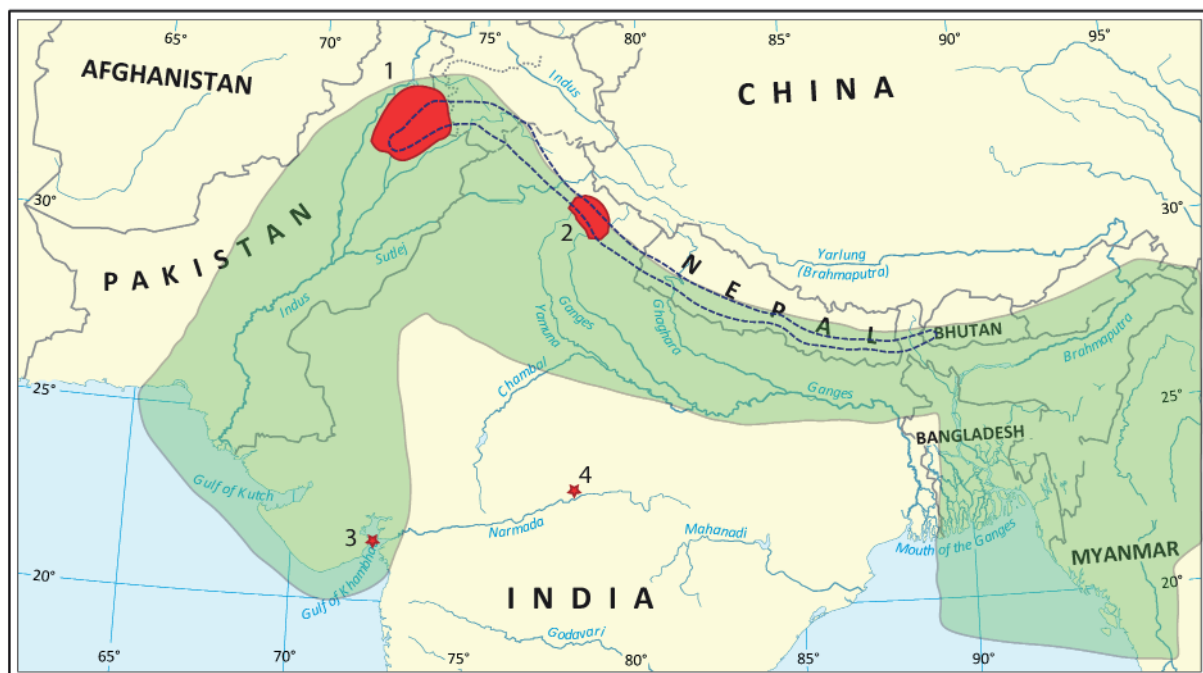 65°
70°
75°
80°
85°
90°
95°
AFGHANISTAN
1
Indus
CHINA
30°
30°
2
PAKISTAN
Sutlej
Indus
NEPAL
Yarlung
(Brahmaputra)
Yamuna
Ganges
Ghaghara
BHUTAN
Brahmaputra
25°
Chambal
Ganges
25°
BANGLADESH
Gulf of Kutch
4
3
Narmada
Mahanadi
Mouth of the Ganges
MYANMAR
20°
Gulf of Khambhat
INDIA
20°
Godavari
65°
70°
75°
80°
85°
90°